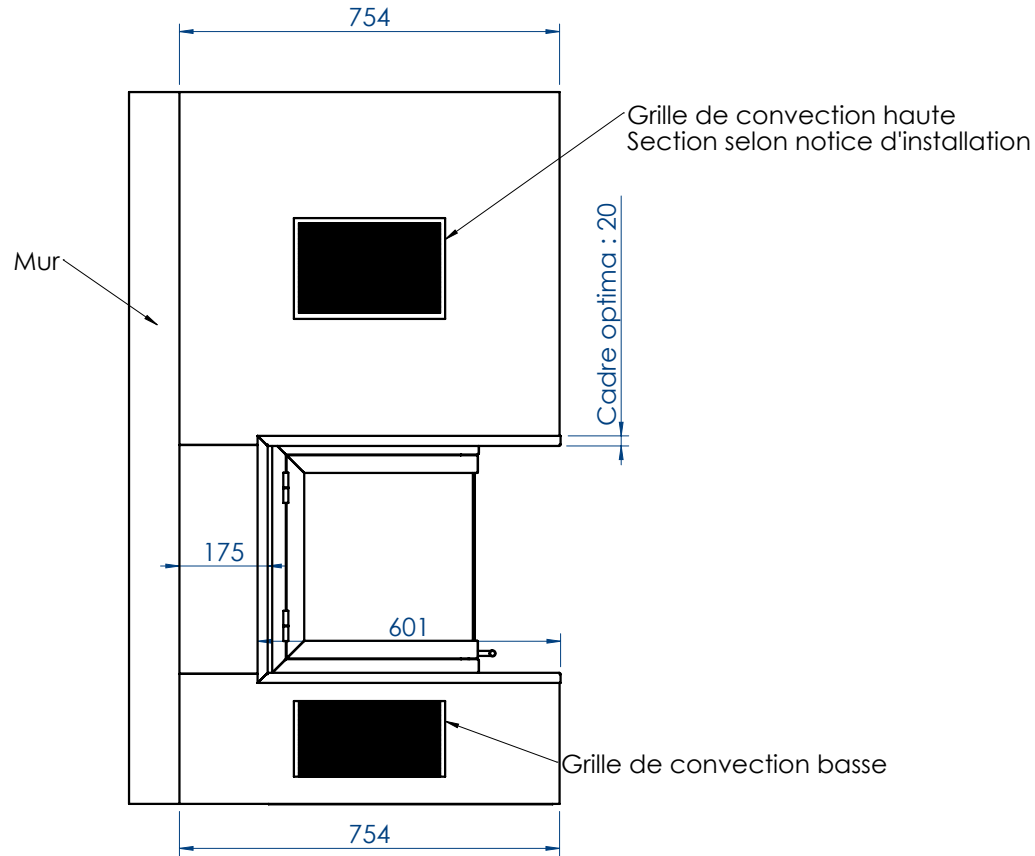 754
Grille de convection haute
Section selon notice d'installation
Cadre optima : 20
Mur
175
601
Grille de convection basse
754